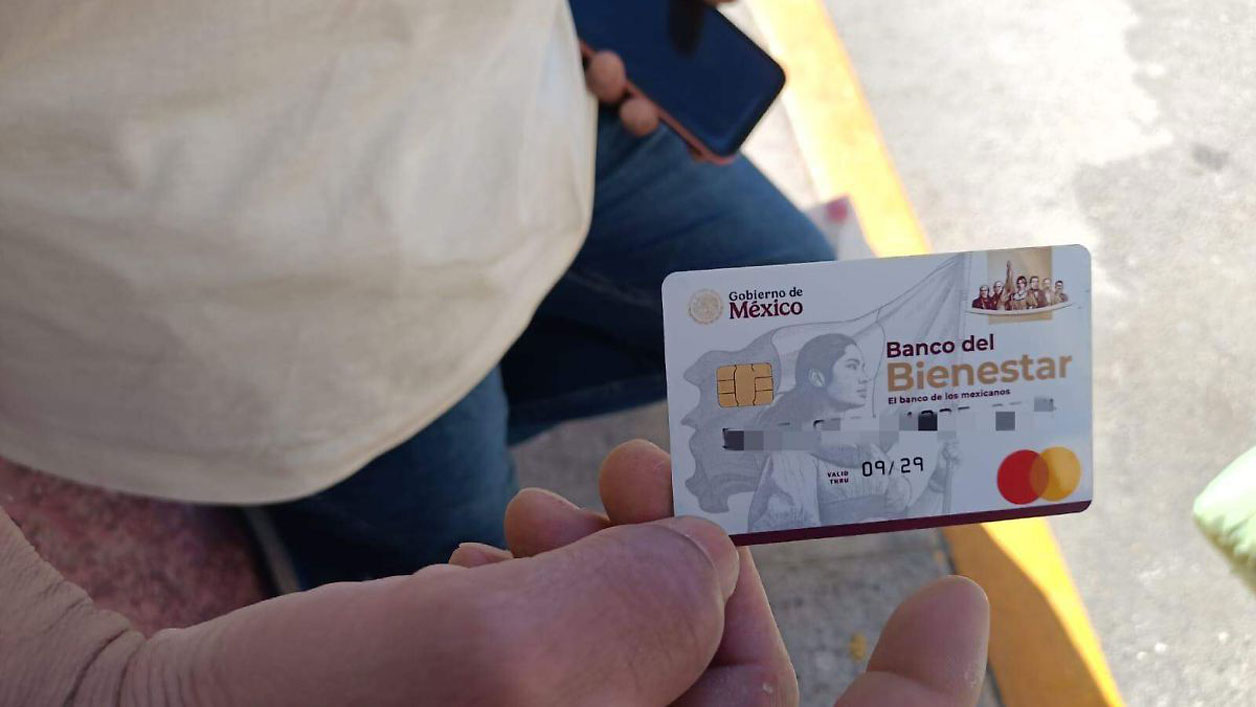 Gobierno de
México
Banco del
Bienestar
El banco de los mexicanos
VALID
THRU
09/29